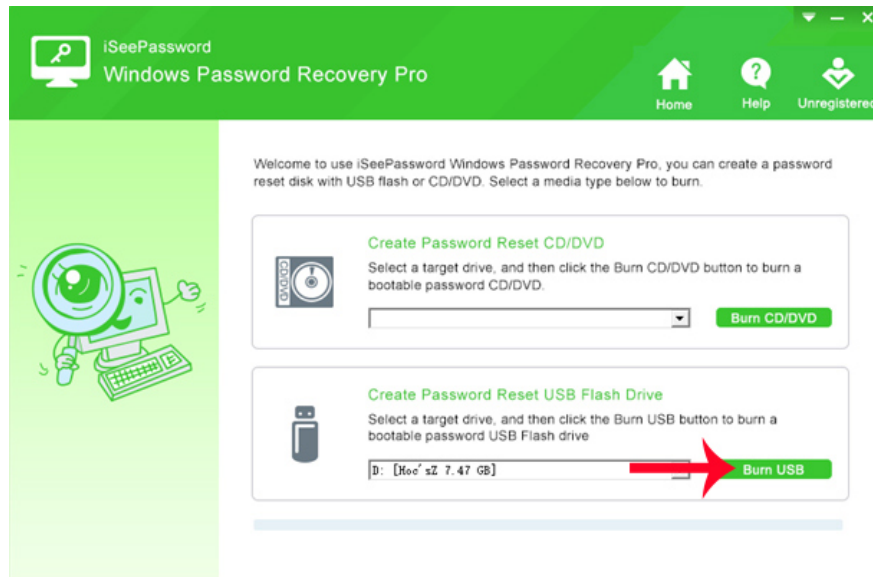 iSeePassword
Windows Password Recovery Pro
Home
Help
Unregistered
Welcome to use iSeePassword Windows Password Recovery Pro, you can create a password
reset disk with USB flash or CD/DVD. Select a media type below to burn.
CD/DVD
Create Password Reset CD/DVD
Select a target drive, and then click the Burn CD/DVD button to burn a
bootable password CD/DVD.
Burn CD/DVD
Create Password Reset USB Flash Drive
Select a target drive, and then click the Burn USB button to burn a
bootable password USB Flash drive
D: [Hoc'sZ 7.47 GB]
Burn USB